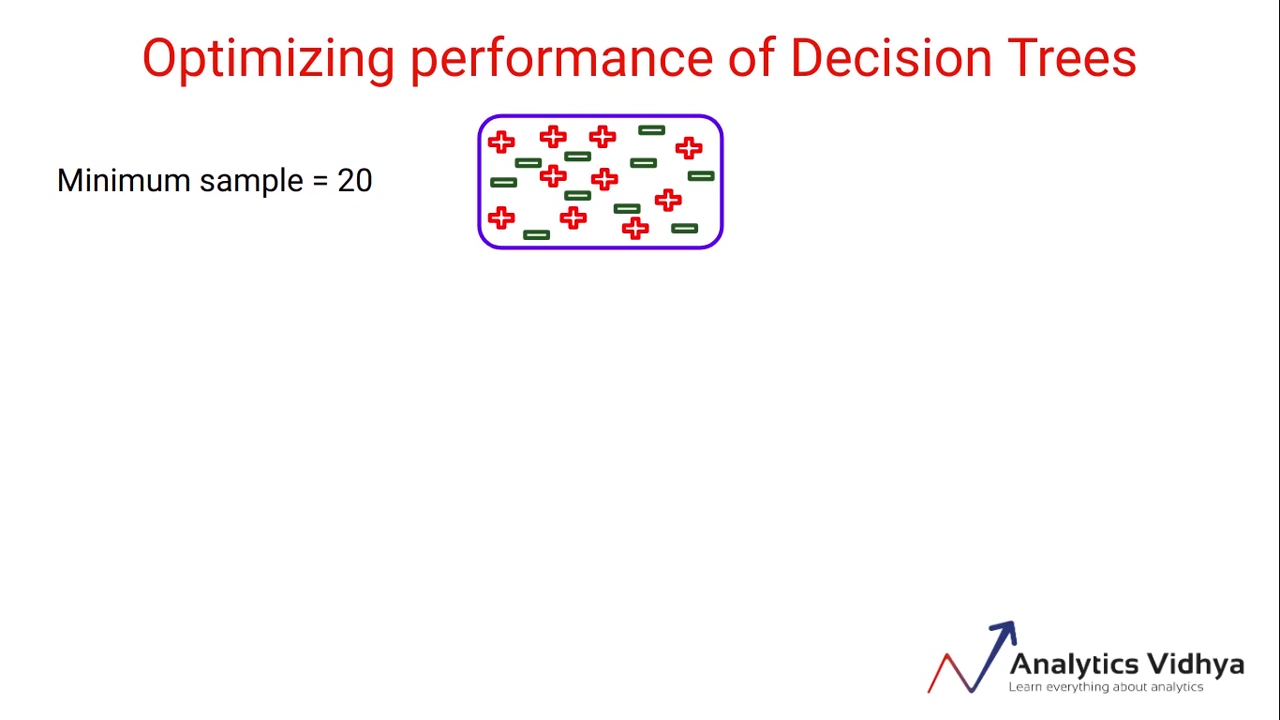 Optimizing performance of Decision Trees
Minimum sample = 20
Analytics Vidhya
Learn everything about analytics